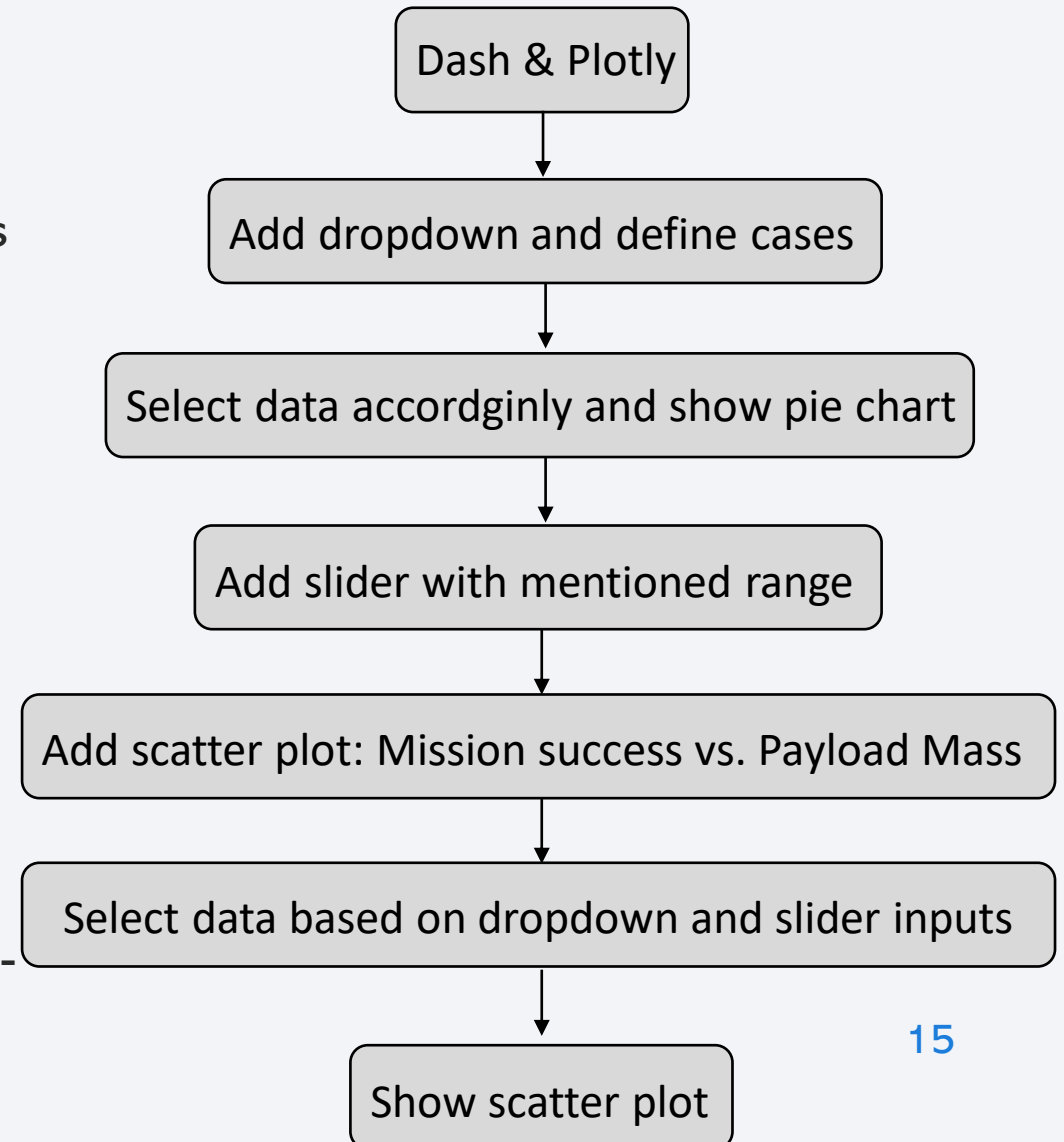 Dash & Plotly
s
Add dropdown and define cases
Select data accordginly and show pie chart
Add slider with mentioned range
Add scatter plot: Mission success vs. Payload Mass
Select data based on dropdown and slider inputs
-
15
Show scatter plot